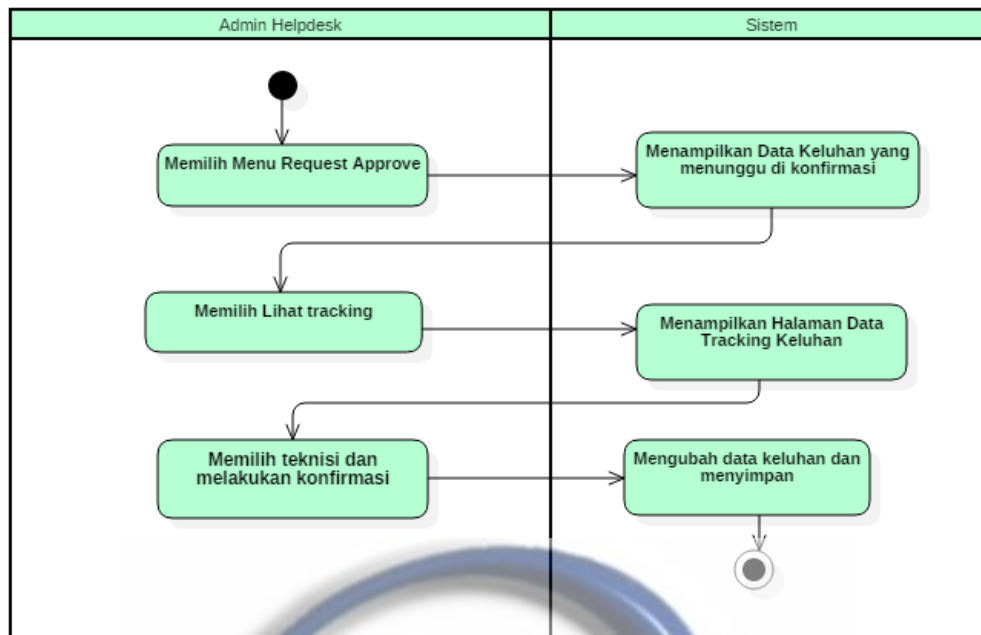 Admin Helpdesk
Sistem
Memilih Menu Request Approve
Menampilkan Data Keluhan yang
menunggu di konfirmasi
Memilih Lihat tracking
Menampilkan Halaman Data
Tracking Keluhan
Memilih teknisi dan
melakukan konfirmasi
Mengubah data keluhan dan
menyimpan